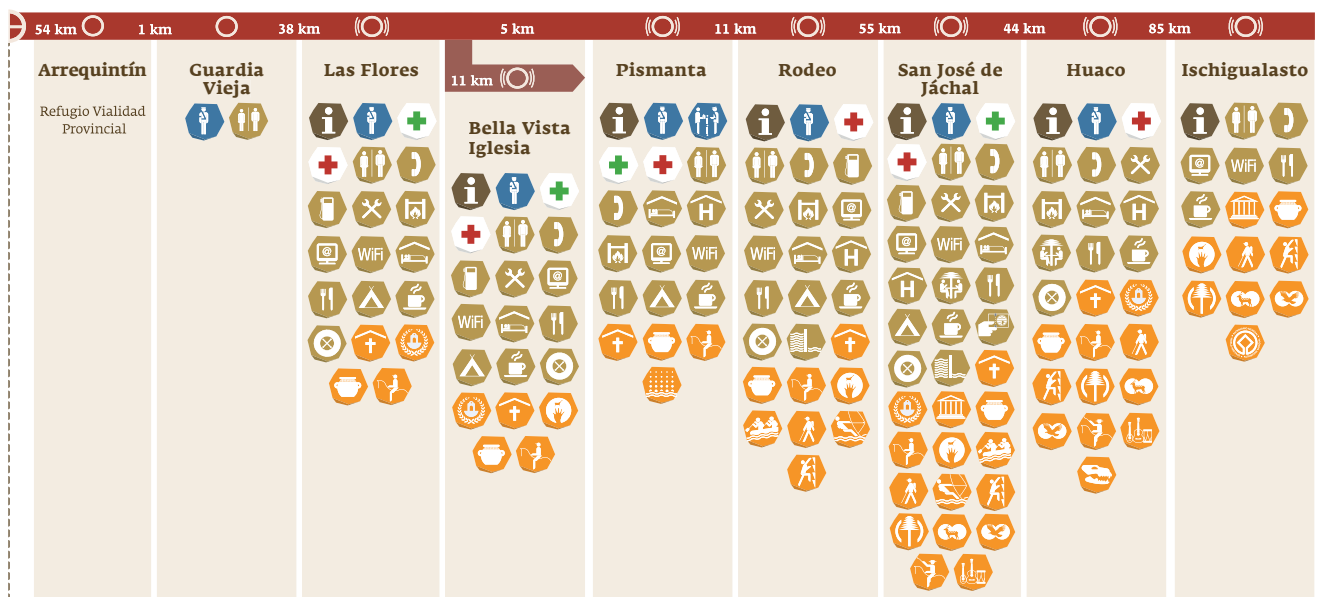 54 km
1 km
38 km
5 km
11 km
55 km
44 km
85 km
Arrequintín
Refugio Vialidad
Provincial
Guardia
Vieja
Las Flores
WiFi
11 km
Bella Vista
Iglesia
WiFi
Pismanta
H
WiFi
Rodeo
WiFi
H
San José de
Jáchal
WiFi
H
Huaco
H
Ischigualasto
WiFi